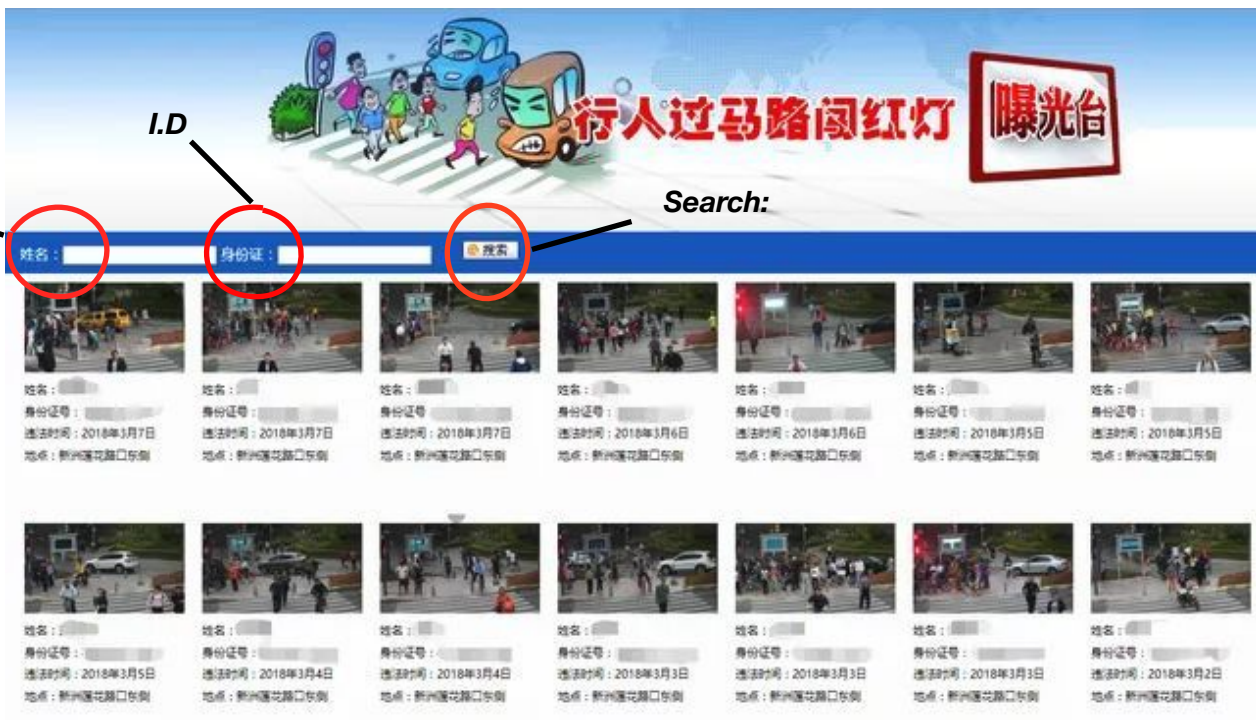 行人过马路闯红灯 曝光台
I.D
Search:
姓名： 身份证： 搜索
姓名： 姓名： 姓名： 姓名： 姓名： 姓名： 姓名：
身份证号： 身份证号： 身份证号 身份证号： 身份证号： 身份证号： 身份证号：
违法时间：2018年3月7日 违法时间：2018年3月7日 违法时间：2018年3月7日 违法时间：2018年3月6日 违法时间：2018年3月6日 违法时间：2018年3月5日 违法时间：2018年3月5日
地点：新洲莲花路口东侧 地点：新洲莲花路口东侧 地点：新洲莲花路口东侧 地点：新洲莲花路口东侧 地点：新洲莲花路口东侧 地点：新洲莲花路口东侧 地点：新洲莲花路口东侧
姓名： 姓名： 姓名： 姓名： 姓名： 姓名： 姓名：
身份证号： 身份证号： 身份证号： 身份证号： 身份证号： 身份证号： 身份证号：
违法时间：2018年3月5日 违法时间：2018年3月4日 违法时间：2018年3月4日 违法时间：2018年3月3日 违法时间：2018年3月3日 违法时间：2018年3月3日 违法时间：2018年3月2日
地点：新洲莲花路口东侧 地点：新洲莲花路口东侧 地点：新洲莲花路口东侧 地点：新洲莲花路口东侧 地点：新洲莲花路口东侧 地点：新洲莲花路口东侧 地点：新洲莲花路口东侧